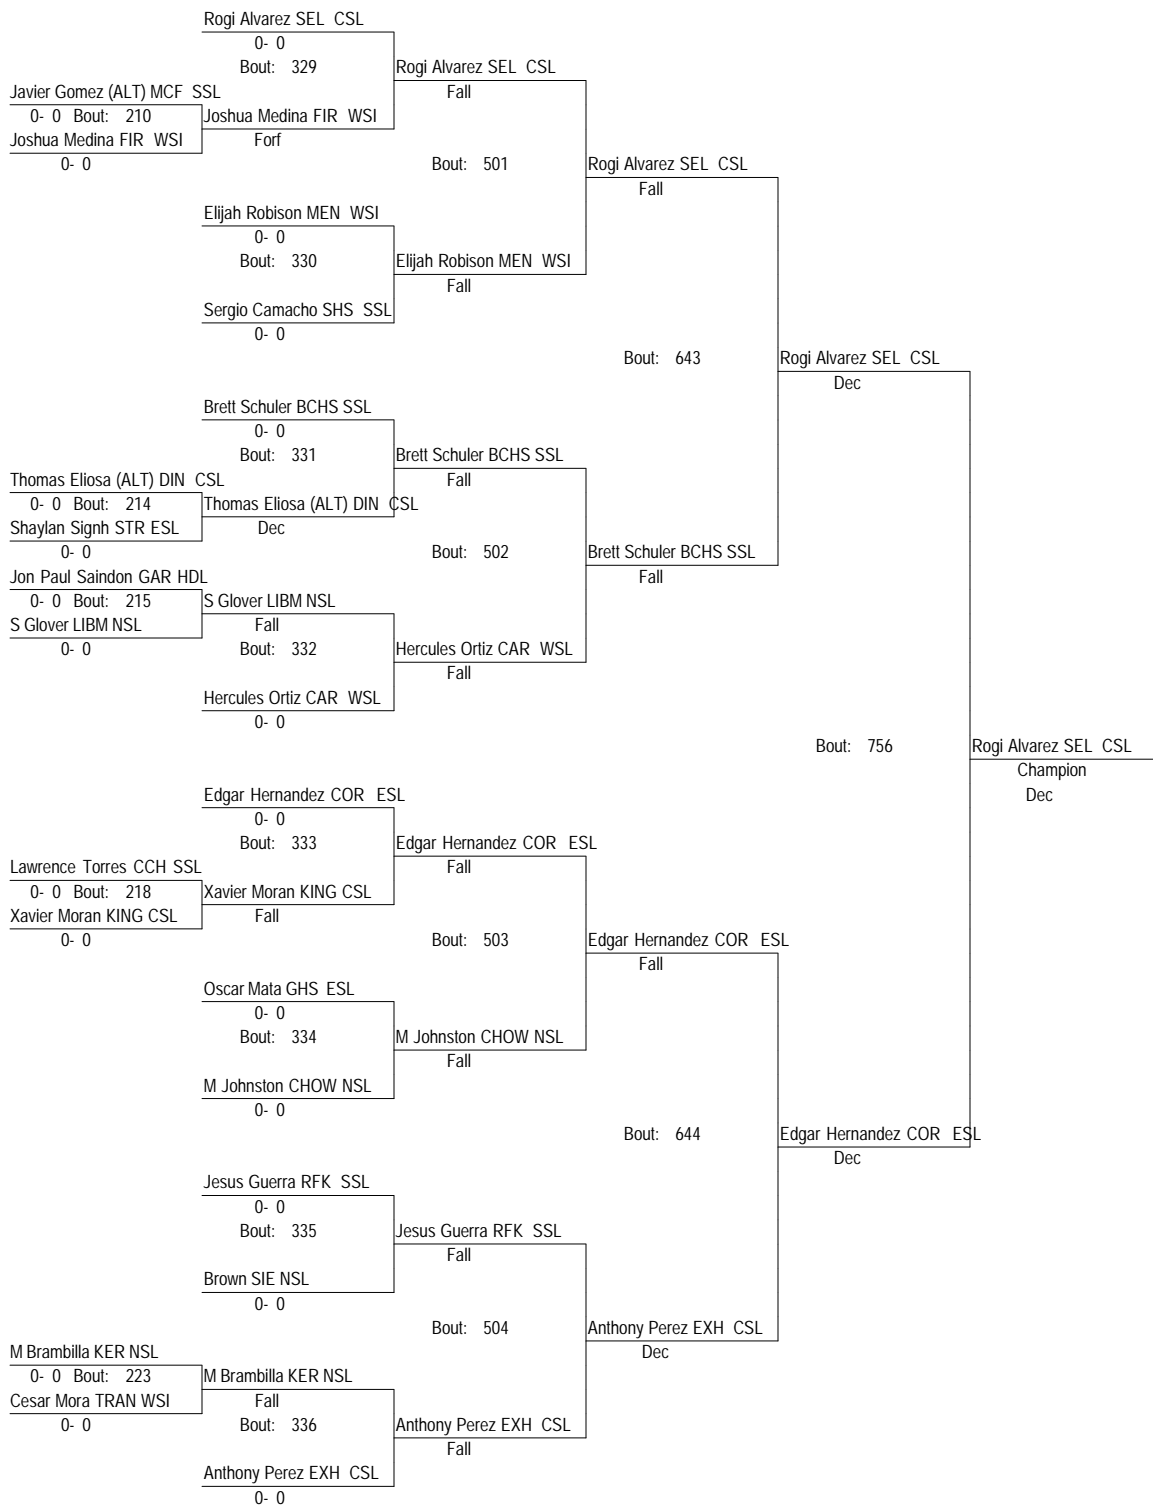 Rogi Alvarez SEL CSL
0- 0
Bout: 329
Rogi Alvarez SEL CSL
Fall
Javier Gomez (ALT) MCF SSL
0- 0 Bout: 210
Joshua Medina FIR WSI
Joshua Medina FIR WSI
Forf
0- 0
Bout: 501
Rogi Alvarez SEL CSL
Fall
Elijah Robison MEN WSI
0- 0
Bout: 330
Elijah Robison MEN WSI
Fall
Sergio Camacho SHS SSL
0- 0
Bout: 643
Rogi Alvarez SEL CSL
Dec
Brett Schuler BCHS SSL
0- 0
Bout: 331
Brett Schuler BCHS SSL
Fall
Thomas Eliosa (ALT) DIN CSL
0- 0 Bout: 214
Thomas Eliosa (ALT) DIN CSL
Shaylan Signh STR ESL
Dec
0- 0
Bout: 502
Brett Schuler BCHS SSL
Fall
Jon Paul Saindon GAR HDL
0- 0 Bout: 215
S Glover LIBM NSL
S Glover LIBM NSL
Fall
0- 0
Bout: 332
Hercules Ortiz CAR WSL
Fall
Hercules Ortiz CAR WSL
0- 0
Bout: 756
Rogi Alvarez SEL CSL
Champion
Dec
Edgar Hernandez COR ESL
0- 0
Bout: 333
Edgar Hernandez COR ESL
Fall
Lawrence Torres CCH SSL
0- 0 Bout: 218
Xavier Moran KING CSL
Xavier Moran KING CSL
Fall
0- 0
Bout: 503
Edgar Hernandez COR ESL
Fall
Oscar Mata GHS ESL
0- 0
Bout: 334
M Johnston CHOW NSL
Fall
M Johnston CHOW NSL
0- 0
Bout: 644
Edgar Hernandez COR ESL
Dec
Jesus Guerra RFK SSL
0- 0
Bout: 335
Jesus Guerra RFK SSL
Fall
Brown SIE NSL
0- 0
Bout: 504
Anthony Perez EXH CSL
Dec
M Brambilla KER NSL
0- 0 Bout: 223
M Brambilla KER NSL
Cesar Mora TRAN WSI
Fall
0- 0
Bout: 336
Anthony Perez EXH CSL
Fall
Anthony Perez EXH CSL
0- 0